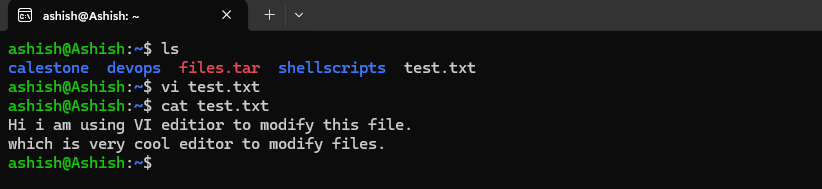 ashish@Ashish: ~
ashish@Ashish:~$ ls
calestone devops files.tar shellscripts test.txt
ashish@Ashish:~$ vi test.txt
ashish@Ashish:~$ cat test.txt
Hi i am using VI editior to modify this file.
which is very cool editor to modify files.
ashish@Ashish:~$